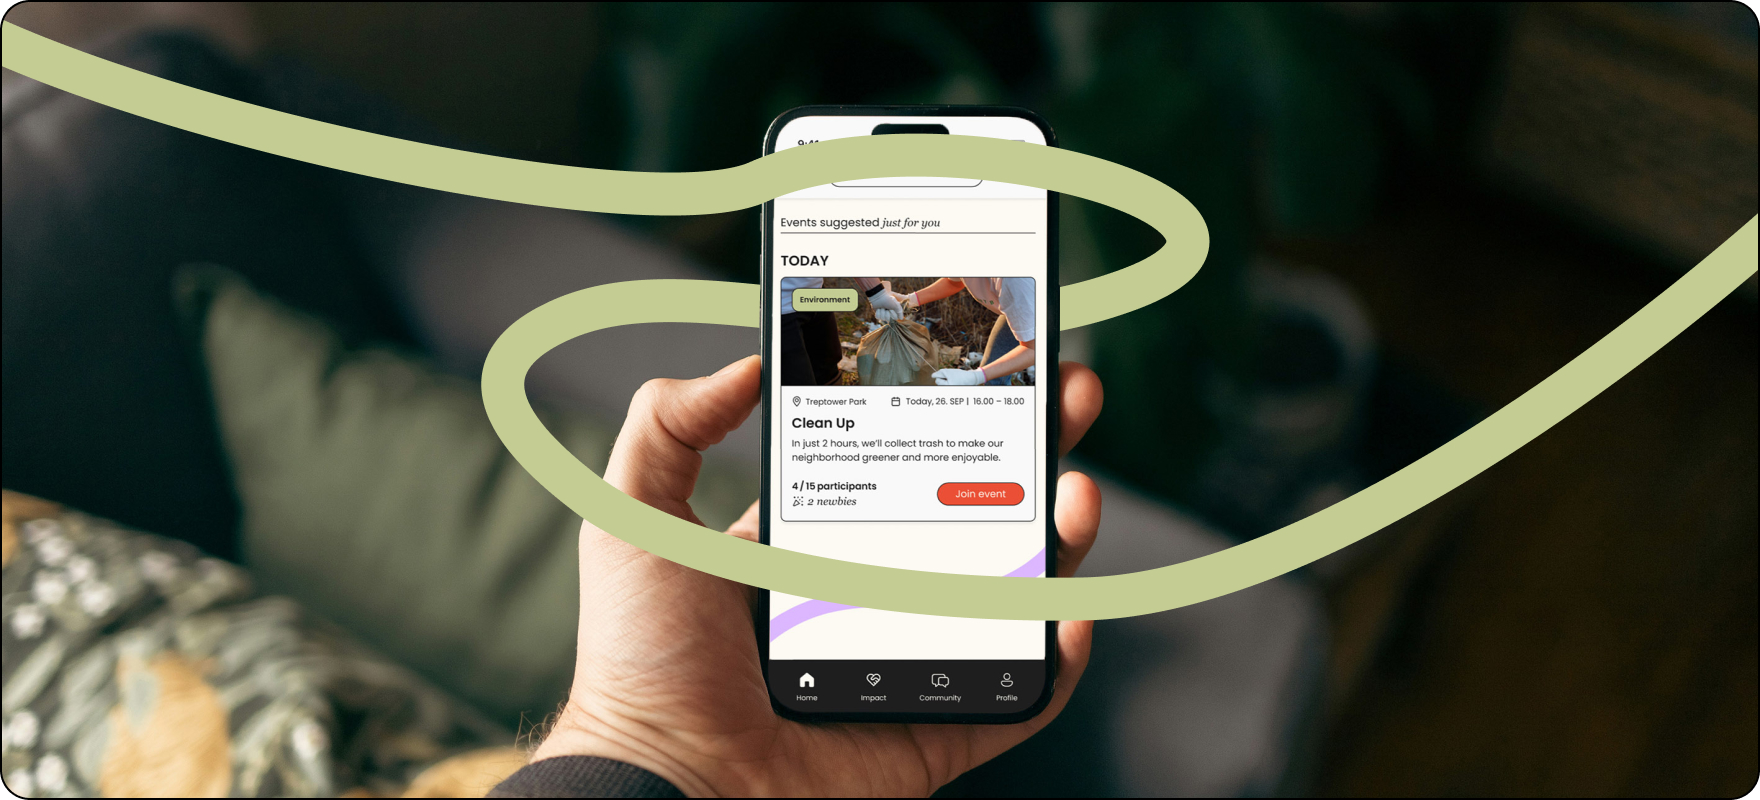 Events suggested just for you
TODAY
Environment
Treptower Park Today, 26. SEP | 16.00 – 18.00
Clean Up
In just 2 hours, we'll collect trash to make our
neighborhood greener and more enjoyable.
4 / 15 participants
2 newbies
Join event
Home Impact Community Profile